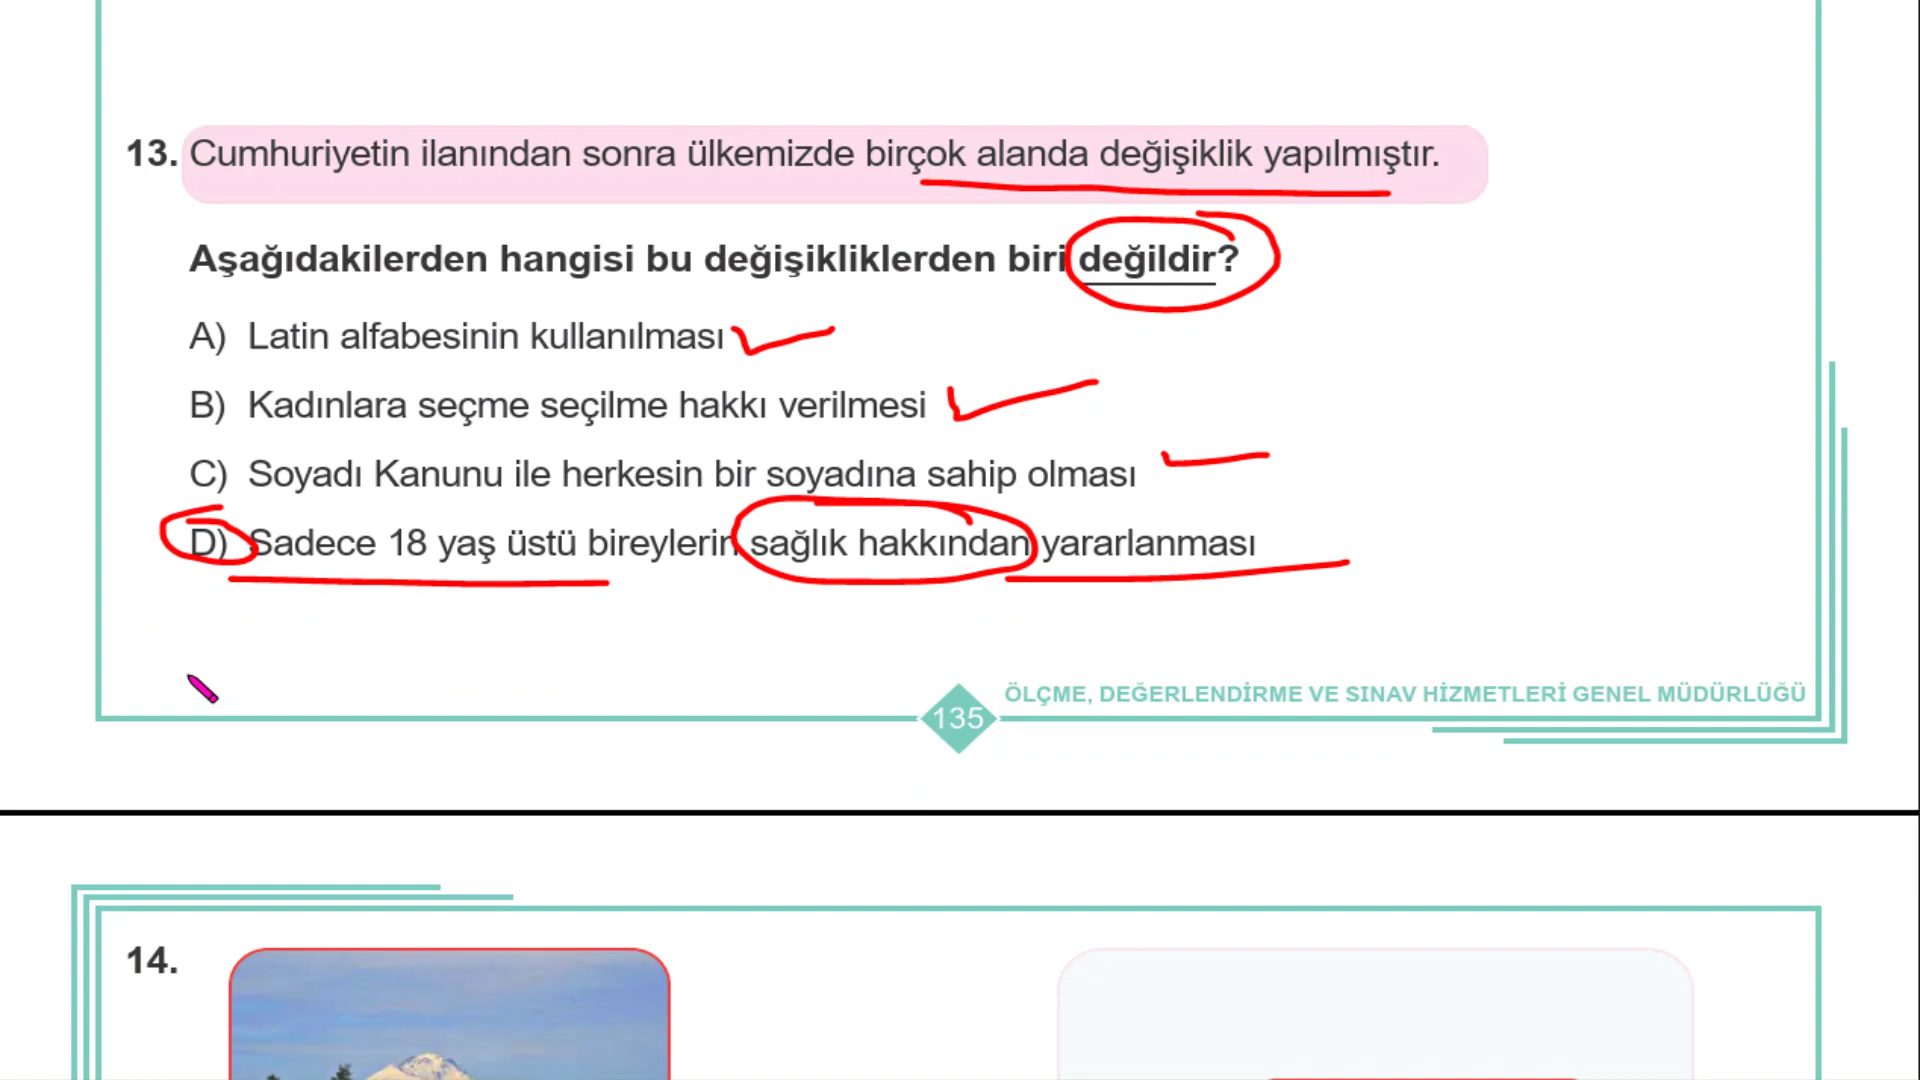 13. Cumhuriyetin ilanından sonra ülkemizde birçok alanda değişiklik yapılmıştır.
Aşağıdakilerden hangisi bu değişikliklerden biri değildir?
A) Latin alfabesinin kullanılması
B) Kadınlara seçme seçilme hakkı verilmesi
C) Soyadı Kanunu ile herkesin bir soyadına sahip olması
D) Sadece 18 yaş üstü bireylerin sağlık hakkından yararlanması
ÖLÇME, DEĞERLENDİRME VE SINAV HİZMETLERİ GENEL MÜDÜRLÜĞÜ
135
14.